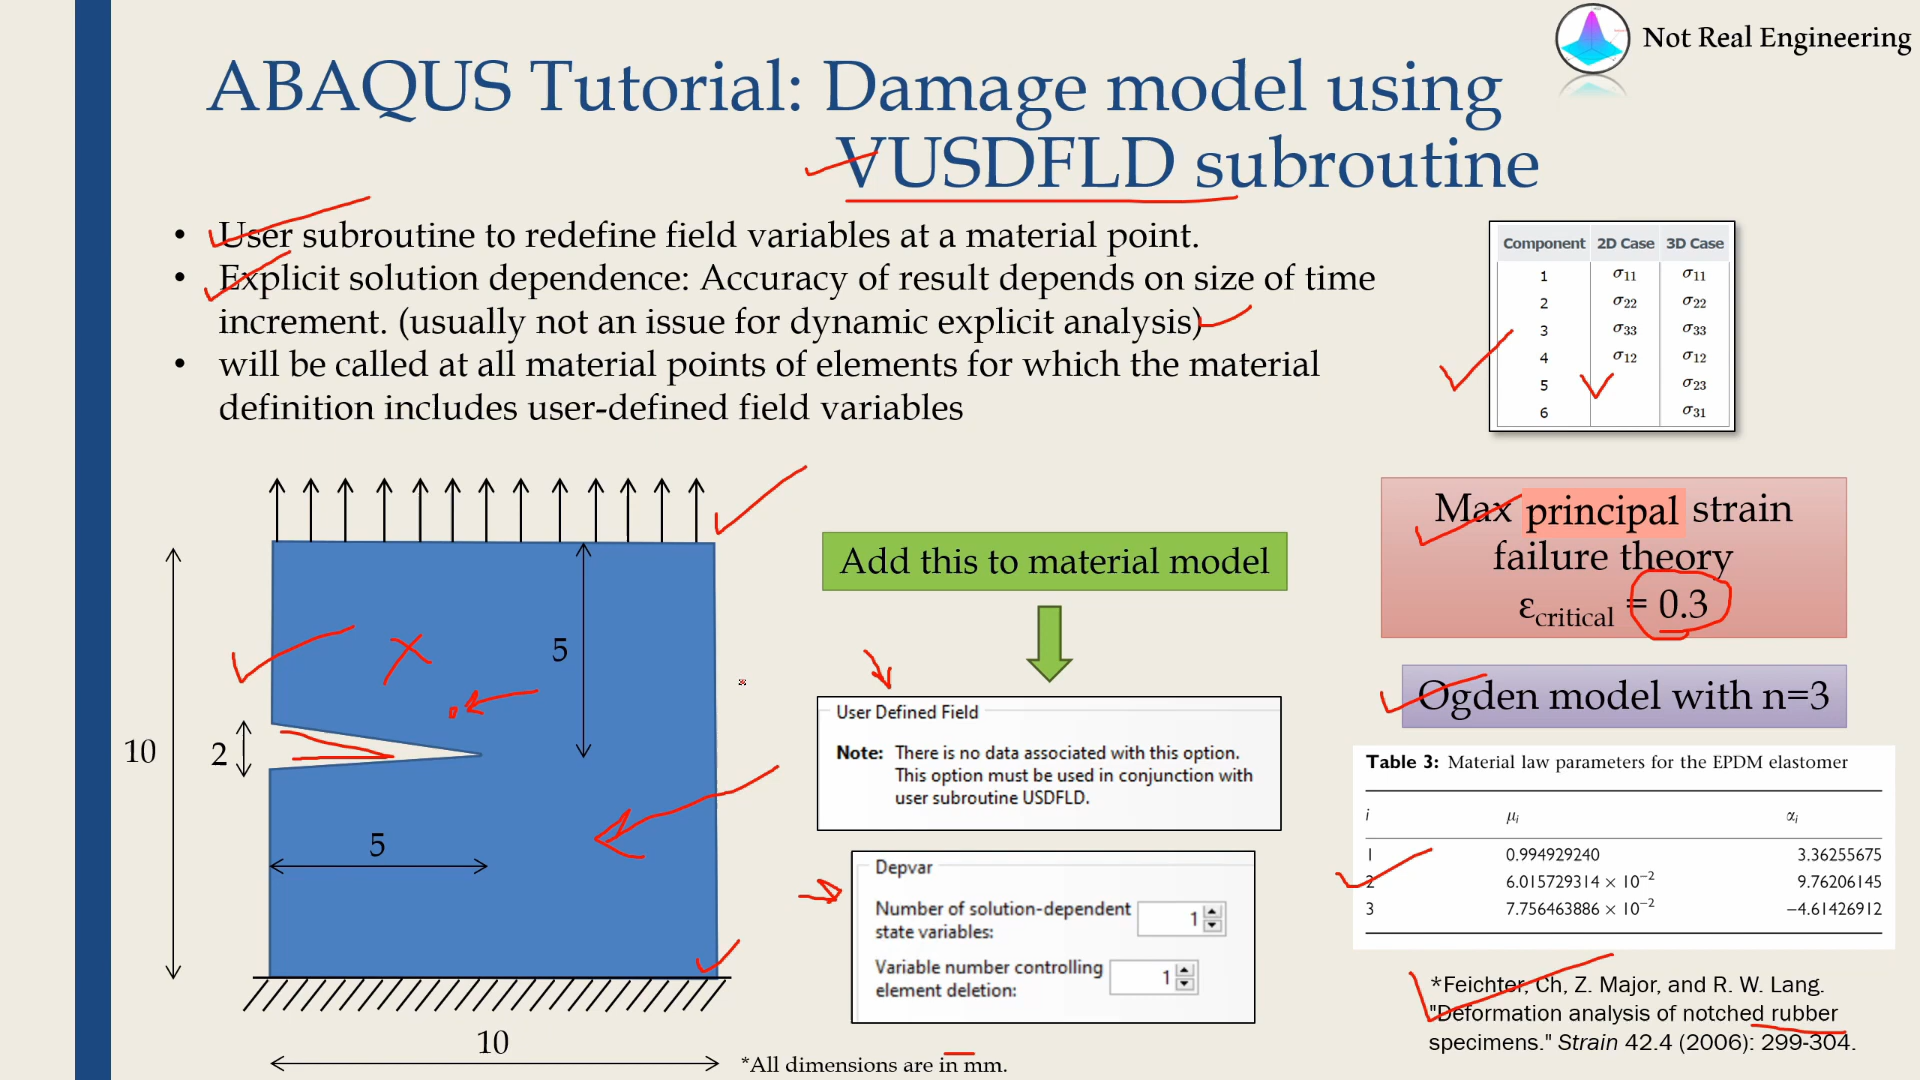 Not Real Engineering
ABAQUS Tutorial: Damage model using
VUSDFLD subroutine
• User subroutine to redefine field variables at a material point.
• Explicit solution dependence: Accuracy of result depends on size of time
increment. (usually not an issue for dynamic explicit analysis)
• will be called at all material points of elements for which the material
definition includes user-defined field variables
Component 2D Case 3D Case
1 σ11 σ11
2 σ22 σ22
3 σ33 σ33
4 σ12 σ12
5 σ23
6 σ31
10
2
5
5
10
*All dimensions are in mm.
Add this to material model
User Defined Field
Note: There is no data associated with this option.
This option must be used in conjunction with
user subroutine USDFLD.
Depvar
Number of solution-dependent
state variables: 1
Variable number controlling
element deletion: 1
Max principal strain
failure theory
εcritical = 0.3
Ogden model with n=3
Table 3: Material law parameters for the EPDM elastomer
i μi αi
1 0.994929240 3.36255675
2 6.015729314 × 10−2 9.76206145
3 7.756463886 × 10−2 −4.61426912
*Feichter, Ch, Z. Major, and R. W. Lang.
"Deformation analysis of notched rubber
specimens." Strain 42.4 (2006): 299-304.